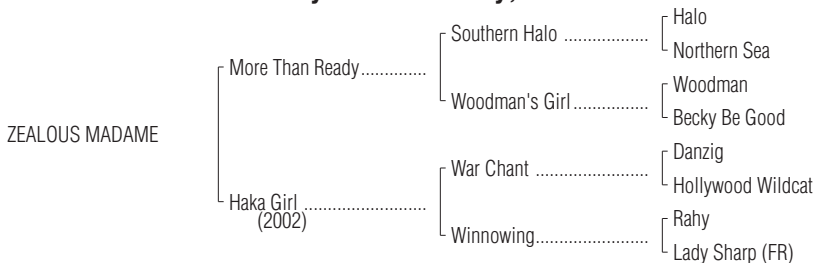 Halo
Southern Halo ..................
Northern Sea
More Than Ready..............
Woodman
Woodman's Girl................
Becky Be Good
ZEALOUS MADAME
Danzig
War Chant ........................
Hollywood Wildcat
Haka Girl ..........................
(2002)
Rahy
Winnowing........................
Lady Sharp (FR)